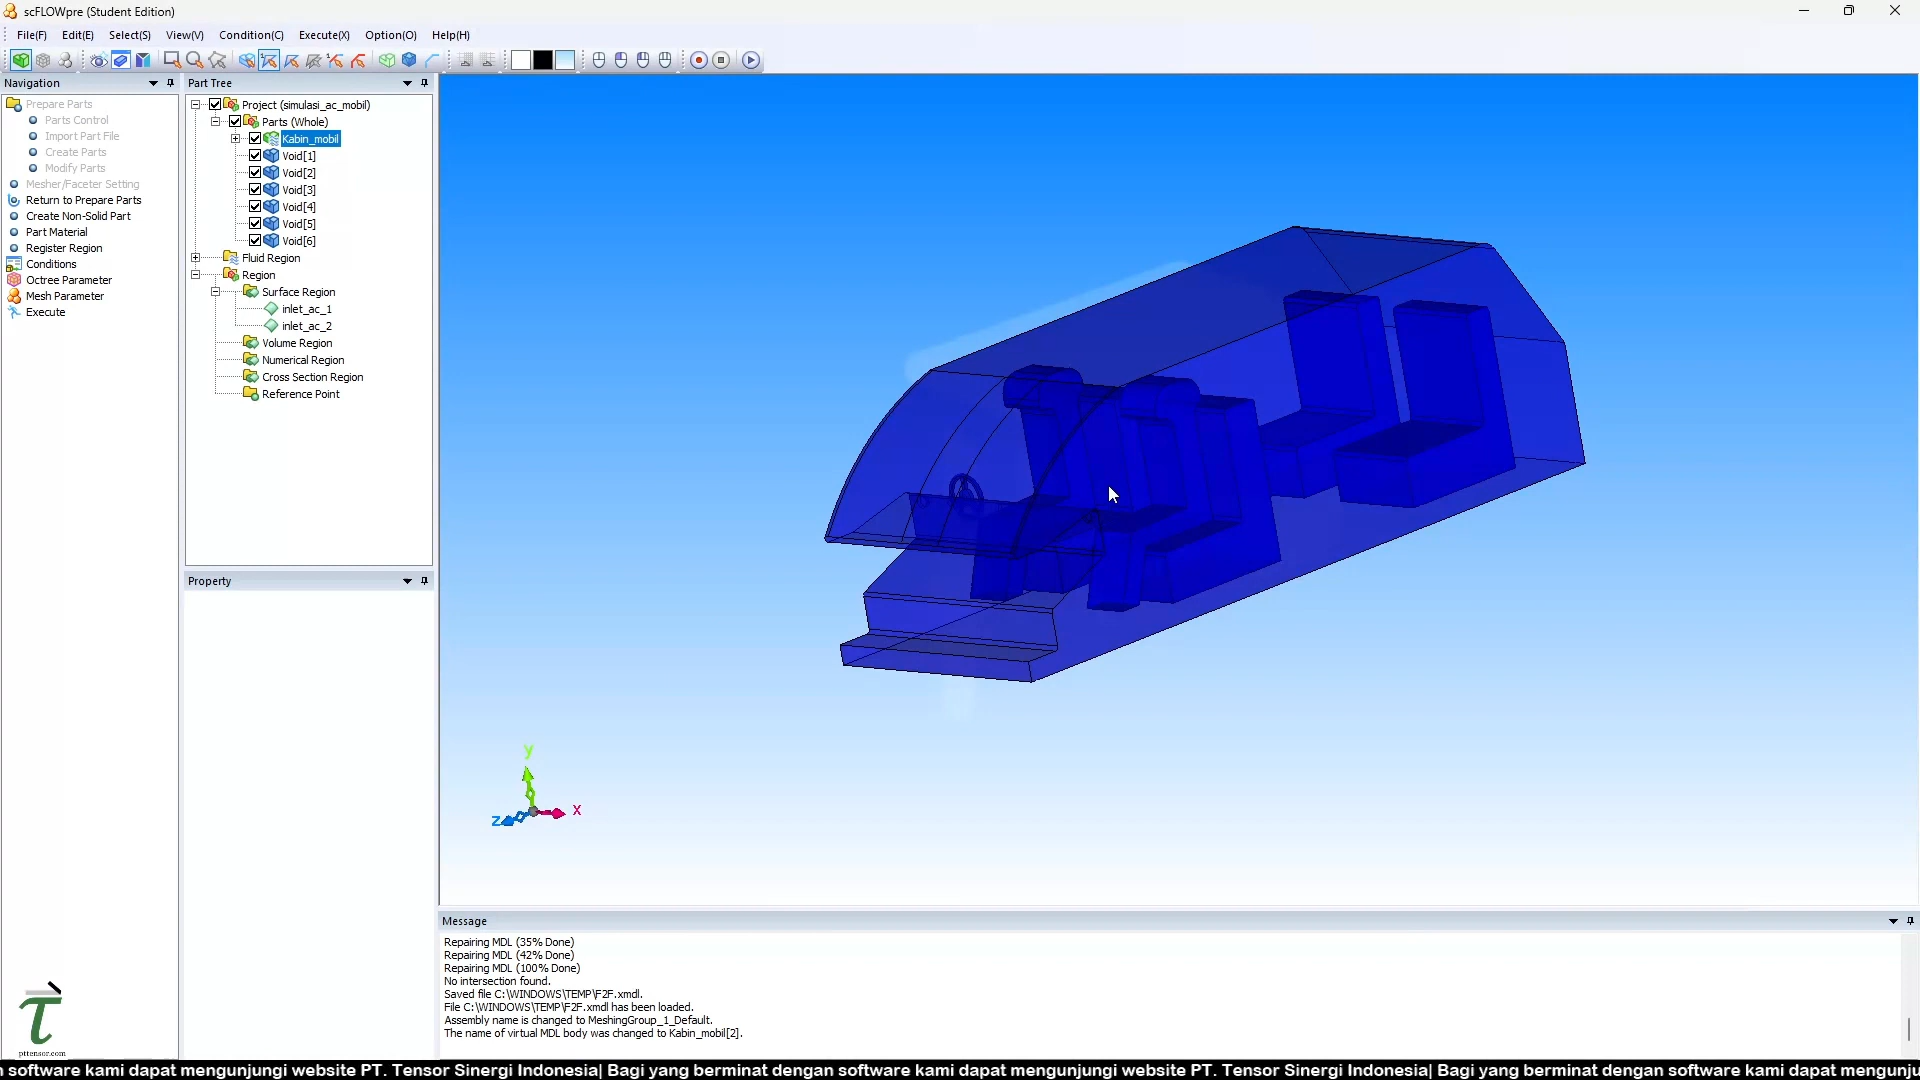 scFLOWpre (Student Edition)
File(F) Edit(E) Select(S) View(V) Condition(C) Execute(X) Option(O) Help(H)
Navigation
Prepare Parts
Parts Control
Import Part File
Create Parts
Modify Parts
Mesher/Faceter Setting
Return to Prepare Parts
Create Non-Solid Part
Part Material
Register Region
Conditions
Octree Parameter
Mesh Parameter
Execute
Part Tree
Project (simulasi_ac_mobil)
Parts (Whole)
Kabin_mobil
Void[1]
Void[2]
Void[3]
Void[4]
Void[5]
Void[6]
Fluid Region
Region
Surface Region
inlet_ac_1
inlet_ac_2
Volume Region
Numerical Region
Cross Section Region
Reference Point
Property
y
x
z
Message
Repairing MDL (35% Done)
Repairing MDL (42% Done)
Repairing MDL (100% Done)
No intersection found.
Saved file C:\WINDOWS\TEMP\F2F.xmdl.
File C:\WINDOWS\TEMP\F2F.xmdl has been loaded.
Assembly name is changed to MeshingGroup_1_Default.
The name of virtual MDL body was changed to Kabin_mobil[2].
pttensor.com
n software kami dapat mengunjungi website PT. Tensor Sinergi Indonesia| Bagi yang berminat dengan software kami dapat mengunjungi website PT. Tensor Sinergi Indonesia| Bagi yang berminat dengan software kami dapat mengunju